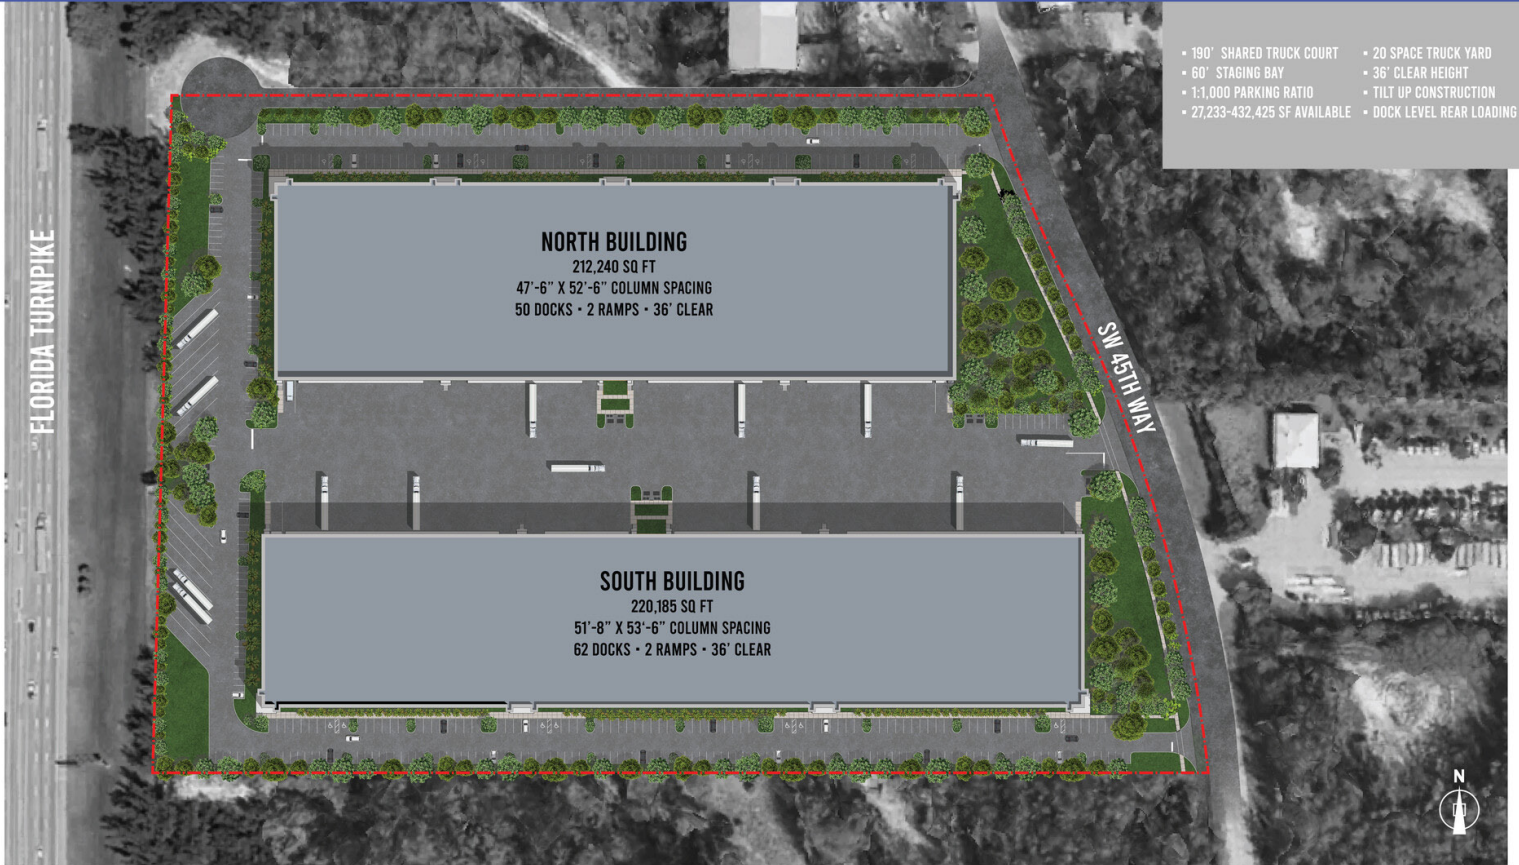 190' SHARED TRUCK COURT
60' STAGING BAY
1:1,000 PARKING RATIO
27,233-432,425 SF AVAILABLE
20 SPACE TRUCK YARD
36' CLEAR HEIGHT
TILT UP CONSTRUCTION
DOCK LEVEL REAR LOADING
FLORIDA TURNPIKE
NORTH BUILDING
212,240 SQ FT
47'-6" X 52'-6" COLUMN SPACING
50 DOCKS • 2 RAMPS • 36' CLEAR
SW 45TH WAY
SOUTH BUILDING
220,185 SQ FT
51'-8" X 53'-6" COLUMN SPACING
62 DOCKS • 2 RAMPS • 36' CLEAR
N